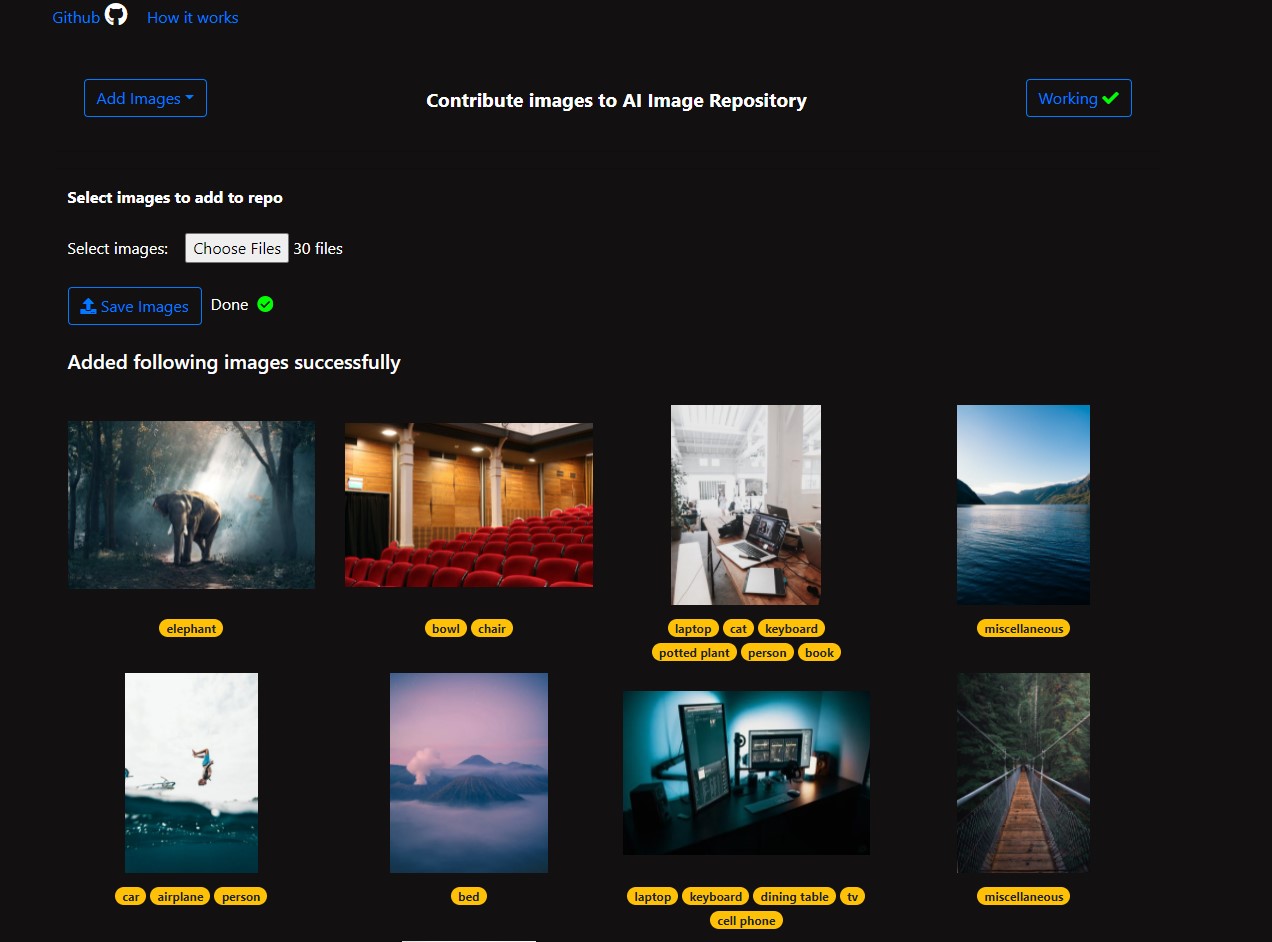 Github How it works
Add Images Contribute images to AI Image Repository Working
Select images to add to repo
Select images: Choose Files 30 files
Save Images Done
Added following images successfully
elephant bowl chair laptop cat keyboard miscellaneous
potted plant person book
car airplane person bed laptop keyboard dining table tv miscellaneous
cell phone